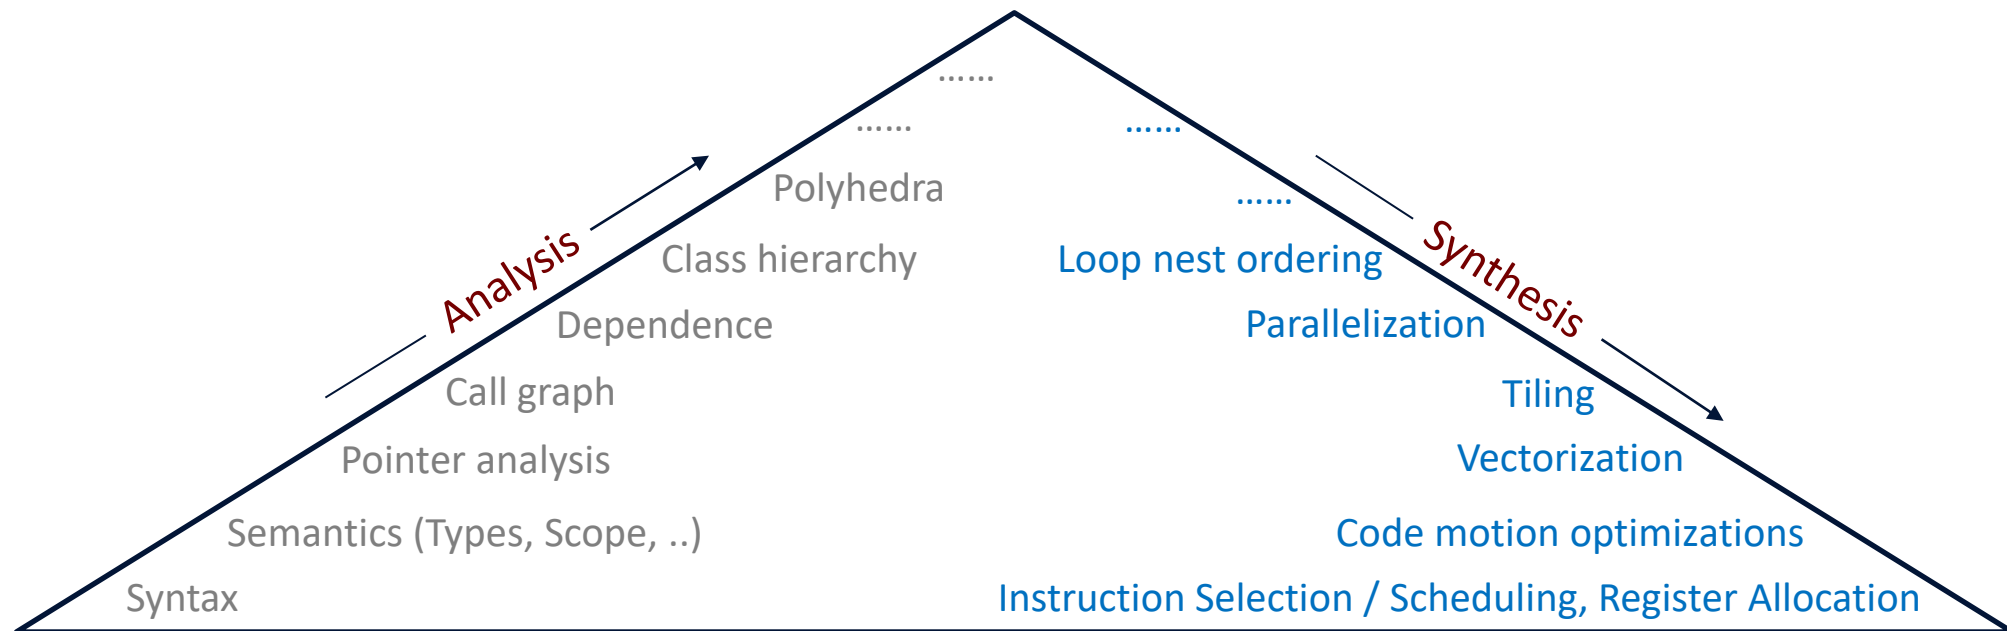 ……
……
……
Polyhedra
……
Analysis
Class hierarchy
Loop nest ordering
Synthesis
Dependence
Parallelization
Call graph
Tiling
Pointer analysis
Vectorization
Semantics (Types, Scope, ..)
Code motion optimizations
Syntax
Instruction Selection / Scheduling, Register Allocation